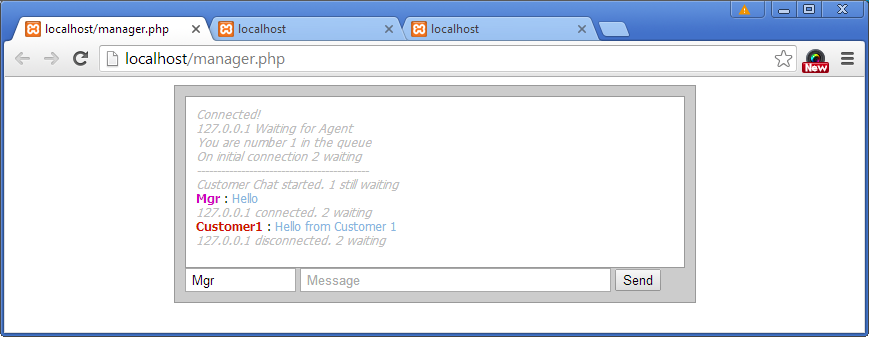 localhost/manager.php
localhost
localhost
localhost/manager.php
New
Connected!
127.0.0.1 Waiting for Agent
You are number 1 in the queue
On initial connection 2 waiting
------------------------------------------
Customer Chat started. 1 still waiting
Mgr : Hello
127.0.0.1 connected. 2 waiting
Customer1 : Hello from Customer 1
127.0.0.1 disconnected. 2 waiting
Mgr
Message
Send